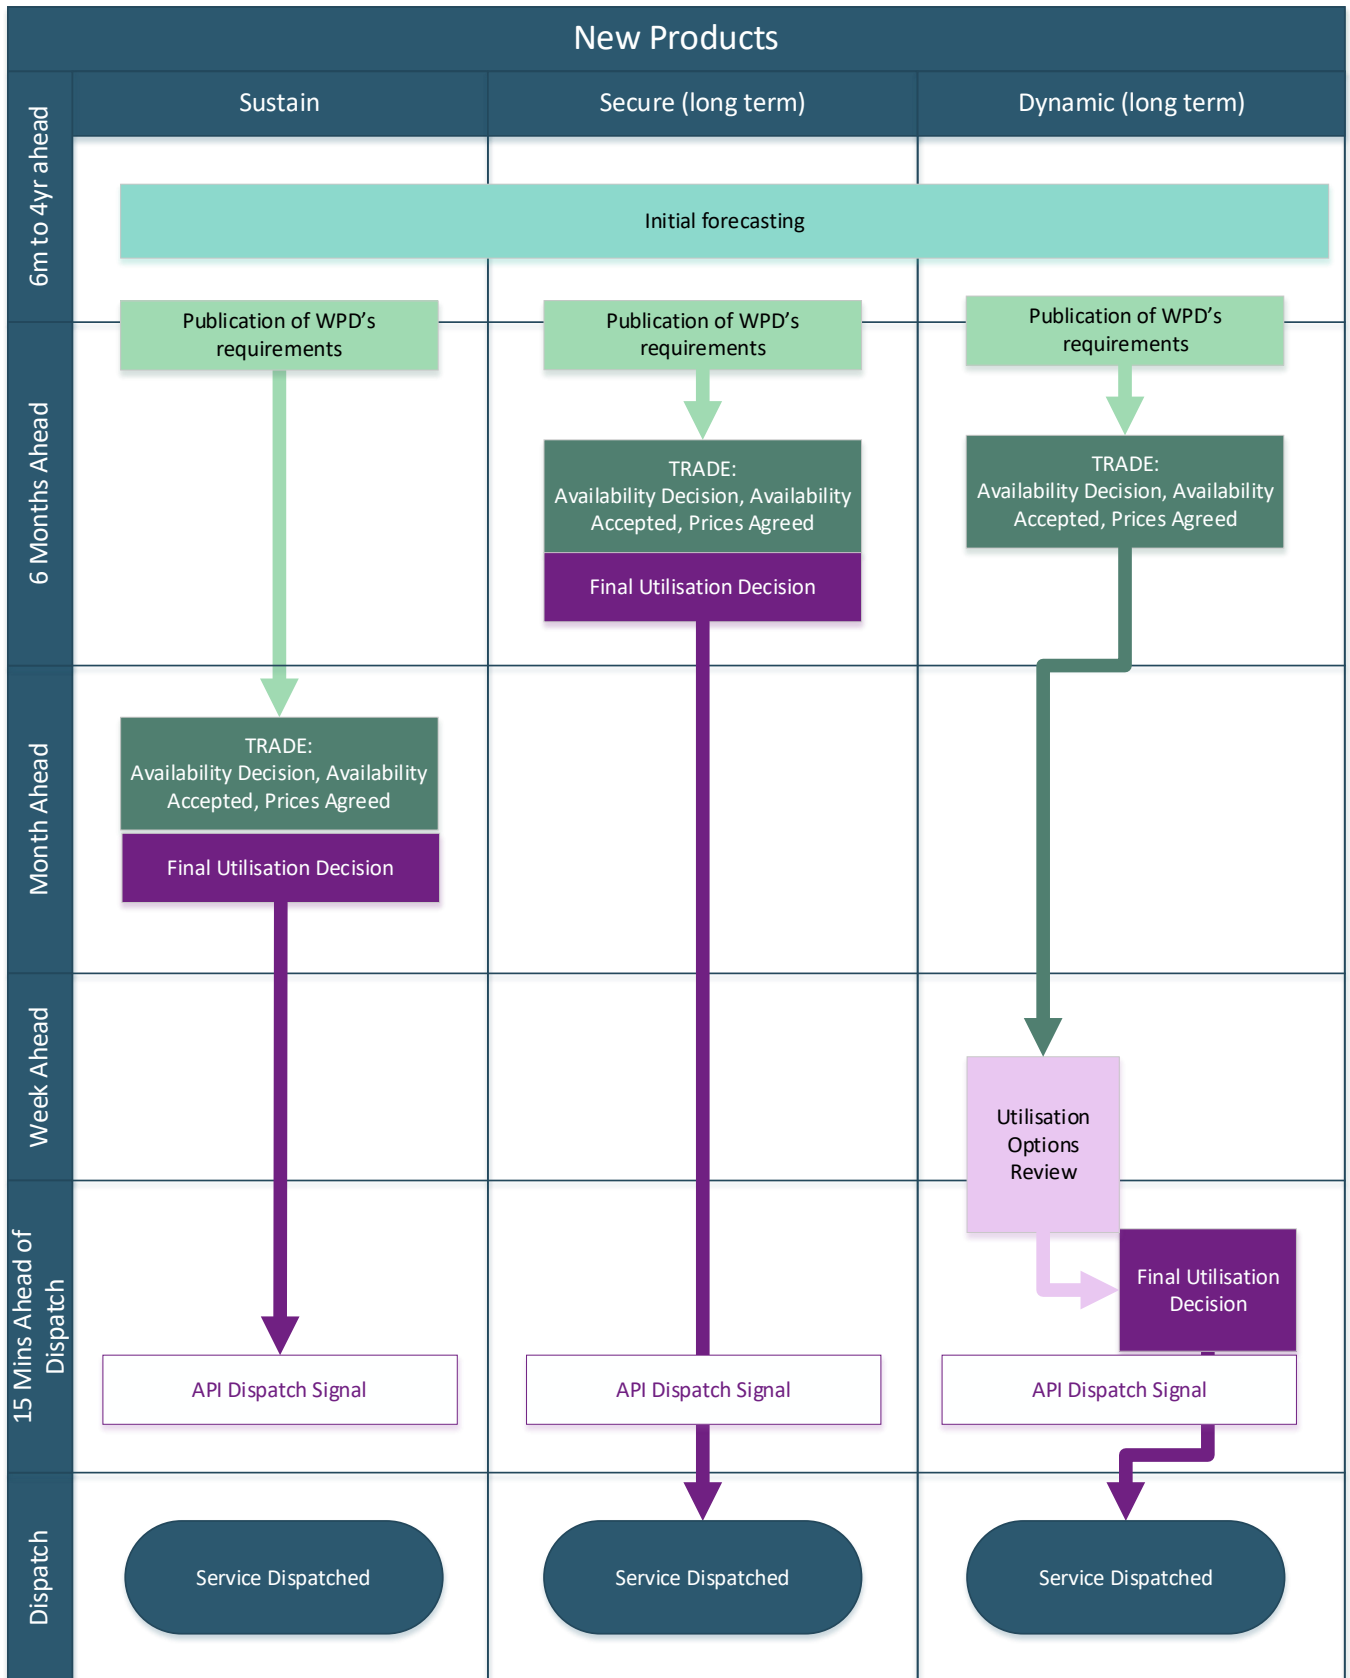 New Products
Sustain
Secure (long term)
Dynamic (long term)
6m to 4yr ahead
Initial forecasting
Publication of WPD's
requirements
Publication of WPD's
requirements
Publication of WPD's
requirements
6 Months Ahead
TRADE:
Availability Decision, Availability
Accepted, Prices Agreed
Final Utilisation Decision
TRADE:
Availability Decision, Availability
Accepted, Prices Agreed
Month Ahead
TRADE:
Availability Decision, Availability
Accepted, Prices Agreed
Final Utilisation Decision
Week Ahead
Utilisation
Options
Review
15 Mins Ahead of
Dispatch
Final Utilisation
Decision
API Dispatch Signal
API Dispatch Signal
API Dispatch Signal
Dispatch
Service Dispatched
Service Dispatched
Service Dispatched